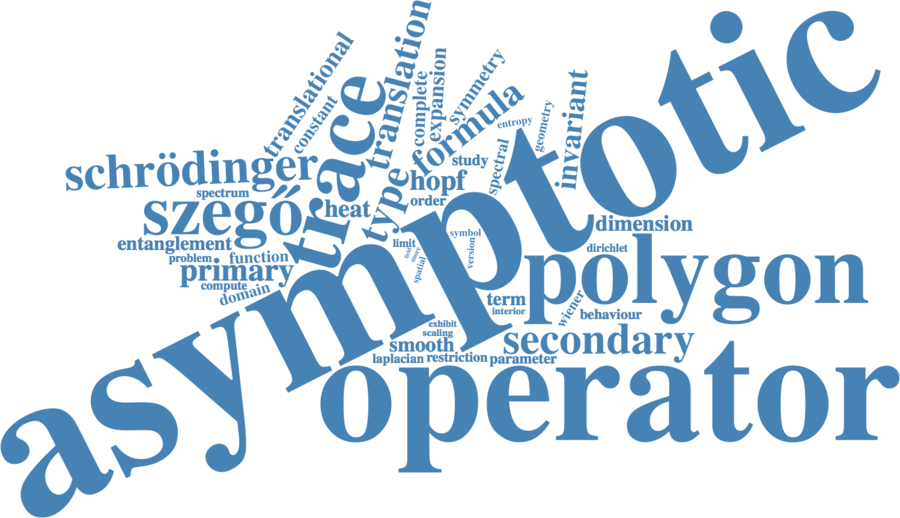 asymptotic
operator
polygon
trace
translation
translational
constant
complete
expansion
symmetry
formula
entropy
geometry
invariant
spectral
study
schrödinger
spectrum
szegő
heat
type
hopf
order
entanglement
problem
function
primary
compute
domain
limit
spatial
symbol
version
dimension
dirichlet
term
interior
wiener
behaviour
secondary
exhibit
scaling
smooth
laplacian
restriction
parameter